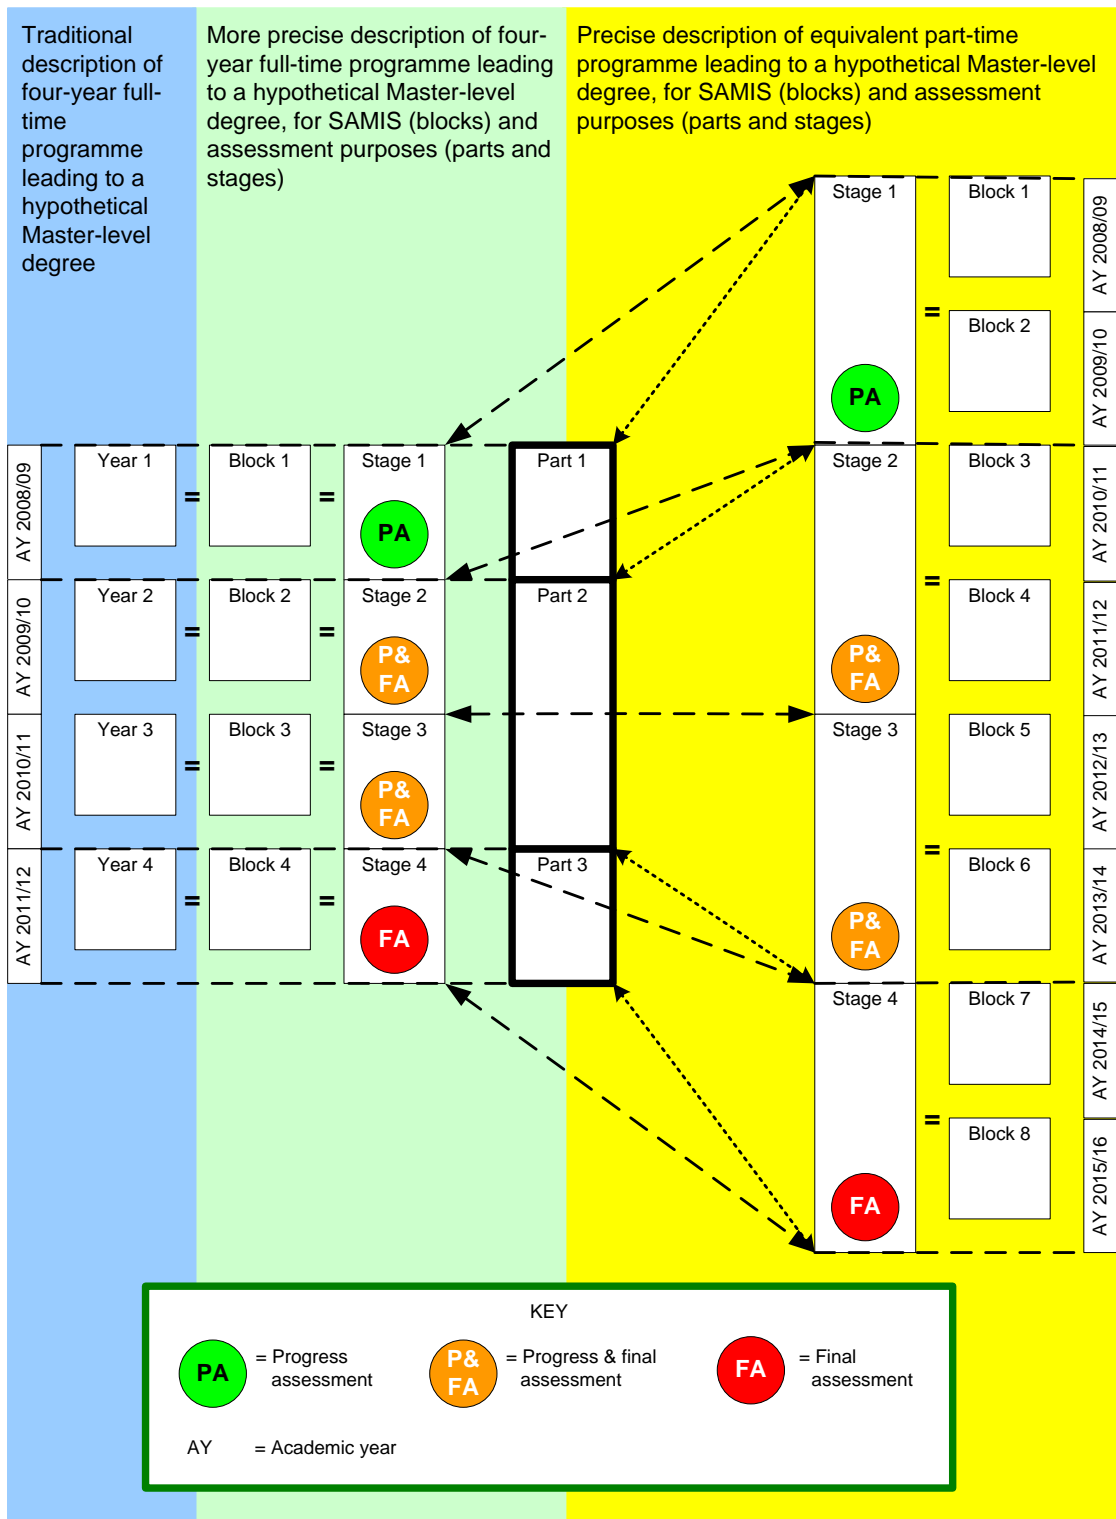 Traditional
description of
four-year full-
time
programme
leading to a
hypothetical
Master-level
degree
More precise description of four-
year full-time programme leading
to a hypothetical Master-level
degree, for SAMIS (blocks) and
assessment purposes (parts and
stages)
Precise description of equivalent part-time
programme leading to a hypothetical Master-level
degree, for SAMIS (blocks) and assessment
purposes (parts and stages)
AY 2008/09
Year 1
=
Block 1
=
Stage 1
PA
AY 2009/10
Year 2
=
Block 2
=
Stage 2
P&
FA
AY 2010/11
Year 3
=
Block 3
=
Stage 3
P&
FA
AY 2011/12
Year 4
=
Block 4
=
Stage 4
FA
Part 1
Part 2
Part 3
Stage 1
PA
=
Block 1
Block 2
AY 2008/09
AY 2009/10
Stage 2
P&
FA
=
Block 3
Block 4
AY 2010/11
AY 2011/12
Stage 3
P&
FA
=
Block 5
Block 6
AY 2012/13
AY 2013/14
Stage 4
FA
=
Block 7
Block 8
AY 2014/15
AY 2015/16
KEY
PA
= Progress
assessment
P&
FA
= Progress & final
assessment
FA
= Final
assessment
AY = Academic year